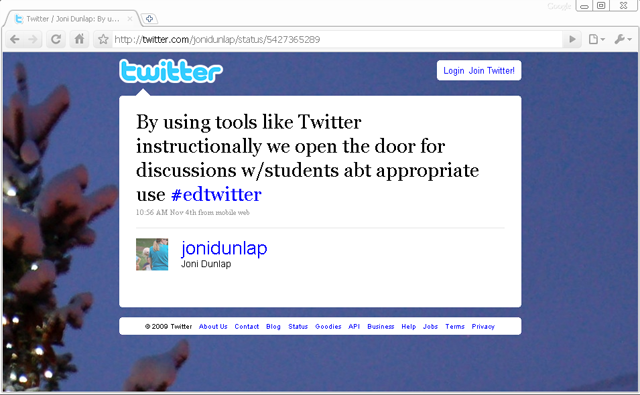 Google
Twitter / Joni Dunlap: By u...
http://twitter.com/jonidunlap/status/5427365289
twitter
Login Join Twitter!
By using tools like Twitter
instructionally we open the door for
discussions w/students abt appropriate
use #edtwitter
10:56 AM Nov 4th from mobile web
jonidunlap
Joni Dunlap
© 2009 Twitter About Us Contact Blog Status Goodies API Business Help Jobs Terms Privacy